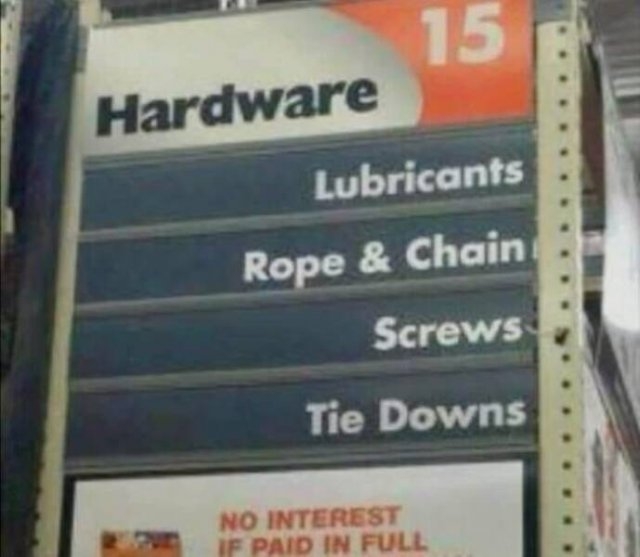 15
Hardware
Lubricants
Rope & Chain
Screws
Tie Downs
NO INTEREST
IF PAID IN FULL